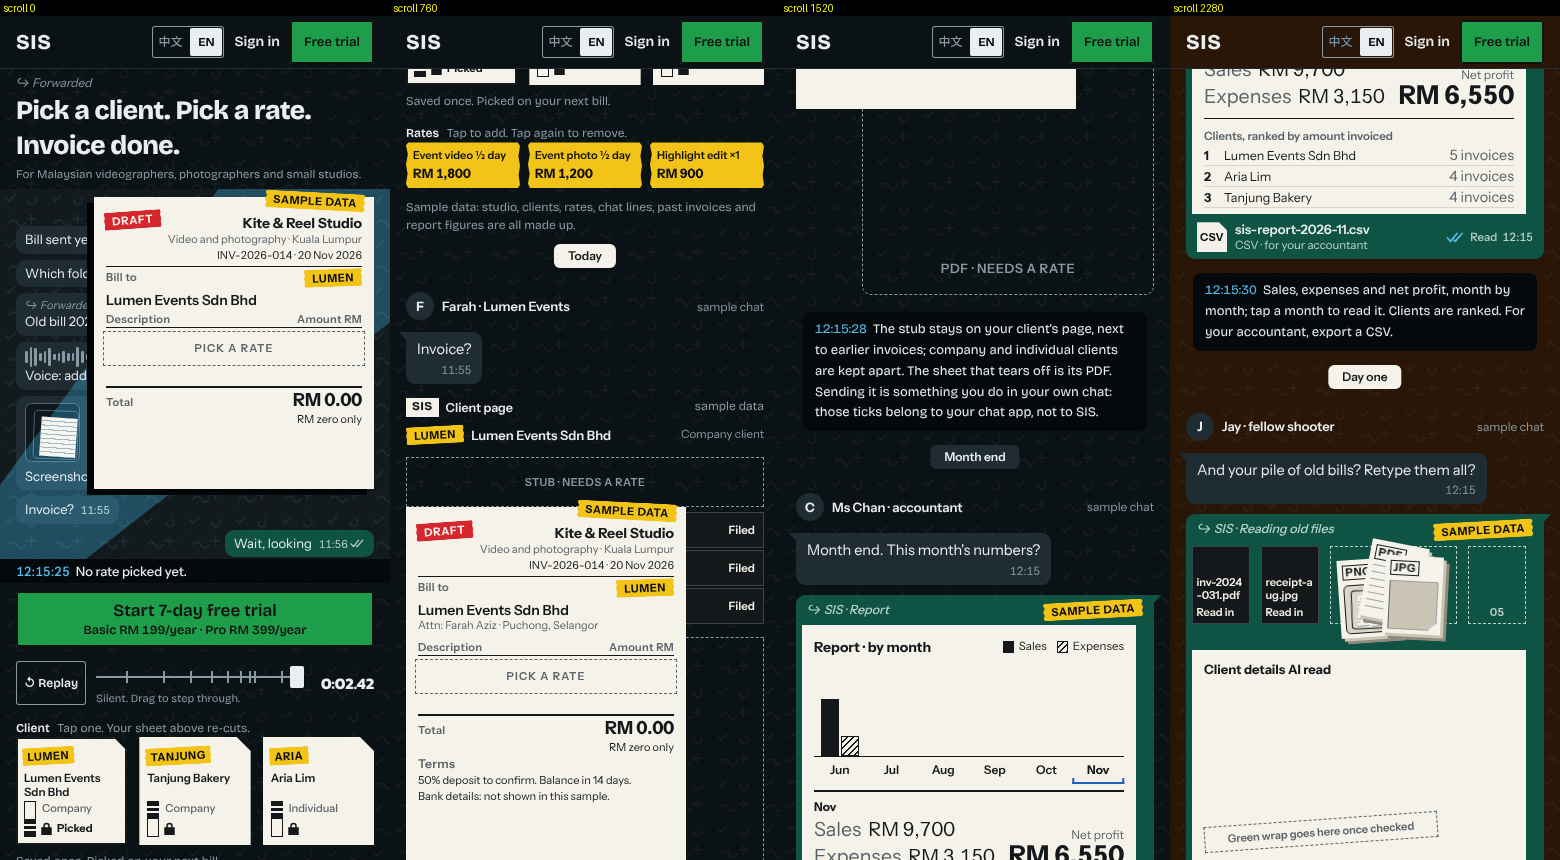 scroll 0
SIS
中文 EN Sign in Free trial
↪ Forwarded
Pick a client. Pick a rate.
Invoice done.
For Malaysian videographers, photographers and small studios.
SAMPLE DATA
DRAFT
Kite & Reel Studio
Video and photography · Kuala Lumpur
INV-2026-014 · 20 Nov 2026
Bill to LUMEN
Lumen Events Sdn Bhd
Description Amount RM
PICK A RATE
Total RM 0.00
RM zero only
Bill sent
Which
Old bill
Voice:
Invoice? 11:55
Wait, looking 11:56
12:15:25 No rate picked yet.
Start 7-day free trial
Basic RM 199/year · Pro RM 399/year
Replay
0:02.42
Silent. Drag to step through.
Client Tap one. Your sheet above re-cuts.
LUMEN
Lumen Events
Sdn Bhd
Company
Picked
TANJUNG
Tanjung Bakery
Company
ARIA
Aria Lim
Individual
scroll 760
SIS
中文 EN Sign in Free trial
Picked
Saved once. Picked on your next bill.
Rates Tap to add. Tap again to remove.
Event video ½ day
RM 1,800
Event photo ½ day
RM 1,200
Highlight edit ×1
RM 900
Sample data: studio, clients, rates, chat lines, past invoices and
report figures are all made up.
Today
F Farah · Lumen Events sample chat
Invoice?
11:55
SIS Client page sample data
LUMEN Lumen Events Sdn Bhd Company client
STUB · NEEDS A RATE
SAMPLE DATA
DRAFT
Kite & Reel Studio
Video and photography · Kuala Lumpur
INV-2026-014 · 20 Nov 2026
Filed
Filed
Filed
Bill to LUMEN
Lumen Events Sdn Bhd
Attn: Farah Aziz · Puchong, Selangor
Description Amount RM
PICK A RATE
Total RM 0.00
RM zero only
Terms
50% deposit to confirm. Balance in 14 days.
Bank details: not shown in this sample.
scroll 1520
SIS
中文 EN Sign in Free trial
PDF · NEEDS A RATE
12:15:28 The stub stays on your client's page, next
to earlier invoices; company and individual clients
are kept apart. The sheet that tears off is its PDF.
Sending it is something you do in your own chat:
those ticks belong to your chat app, not to SIS.
Month end
C Ms Chan · accountant sample chat
Month end. This month's numbers?
12:15
↪ SIS · Report SAMPLE DATA
Report · by month Sales Expenses
Jun Jul Aug Sep Oct Nov
Nov
Sales RM 9,700
Net profit
Expenses RM 3,150 RM 6,550
scroll 2280
SIS
中文 EN Sign in Free trial
Sales RM 9,700
Net profit
Expenses RM 3,150 RM 6,550
Clients, ranked by amount invoiced
1 Lumen Events Sdn Bhd 5 invoices
2 Aria Lim 4 invoices
3 Tanjung Bakery 4 invoices
CSV sis-report-2026-11.csv
CSV · for your accountant
Read 12:15
12:15:30 Sales, expenses and net profit, month by
month; tap a month to read it. Clients are ranked. For
your accountant, export a CSV.
Day one
J Jay · fellow shooter sample chat
And your pile of old bills? Retype them all?
12:15
↪ SIS · Reading old files SAMPLE DATA
inv-2024
-031.pdf
Read in
receipt-a
ug.jpg
Read in
PDF
PNG
JPG
05
Client details AI read
Green wrap goes here once checked